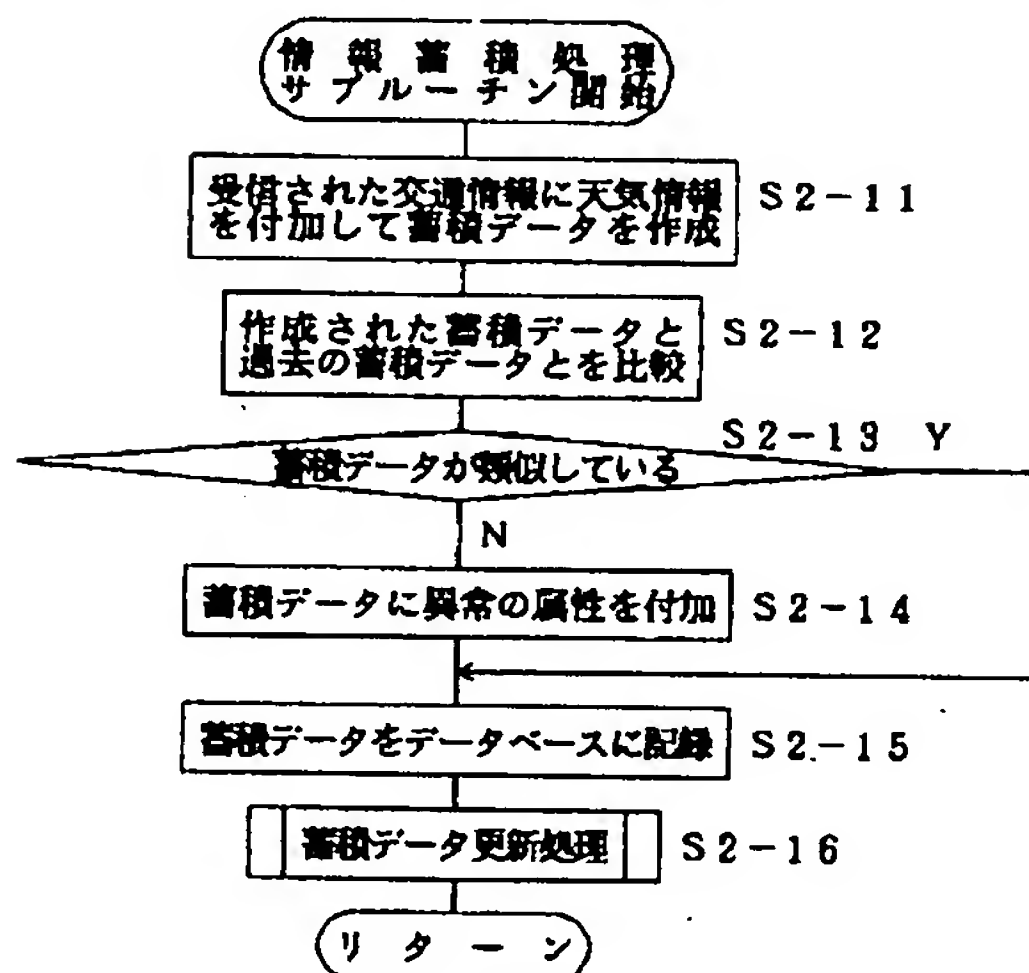 情報蓄積処理
サブルーチン開始
受信された交通情報に天気情報
を付加して蓄積データを作成
S2-11
作成された蓄積データと
過去の蓄積データとを比較
S2-12
S2-13 Y
蓄積データが類似している
N
蓄積データに異常の属性を付加
S2-14
蓄積データをデータベースに記録
S2-15
蓄積データ更新処理
S2-16
リターン